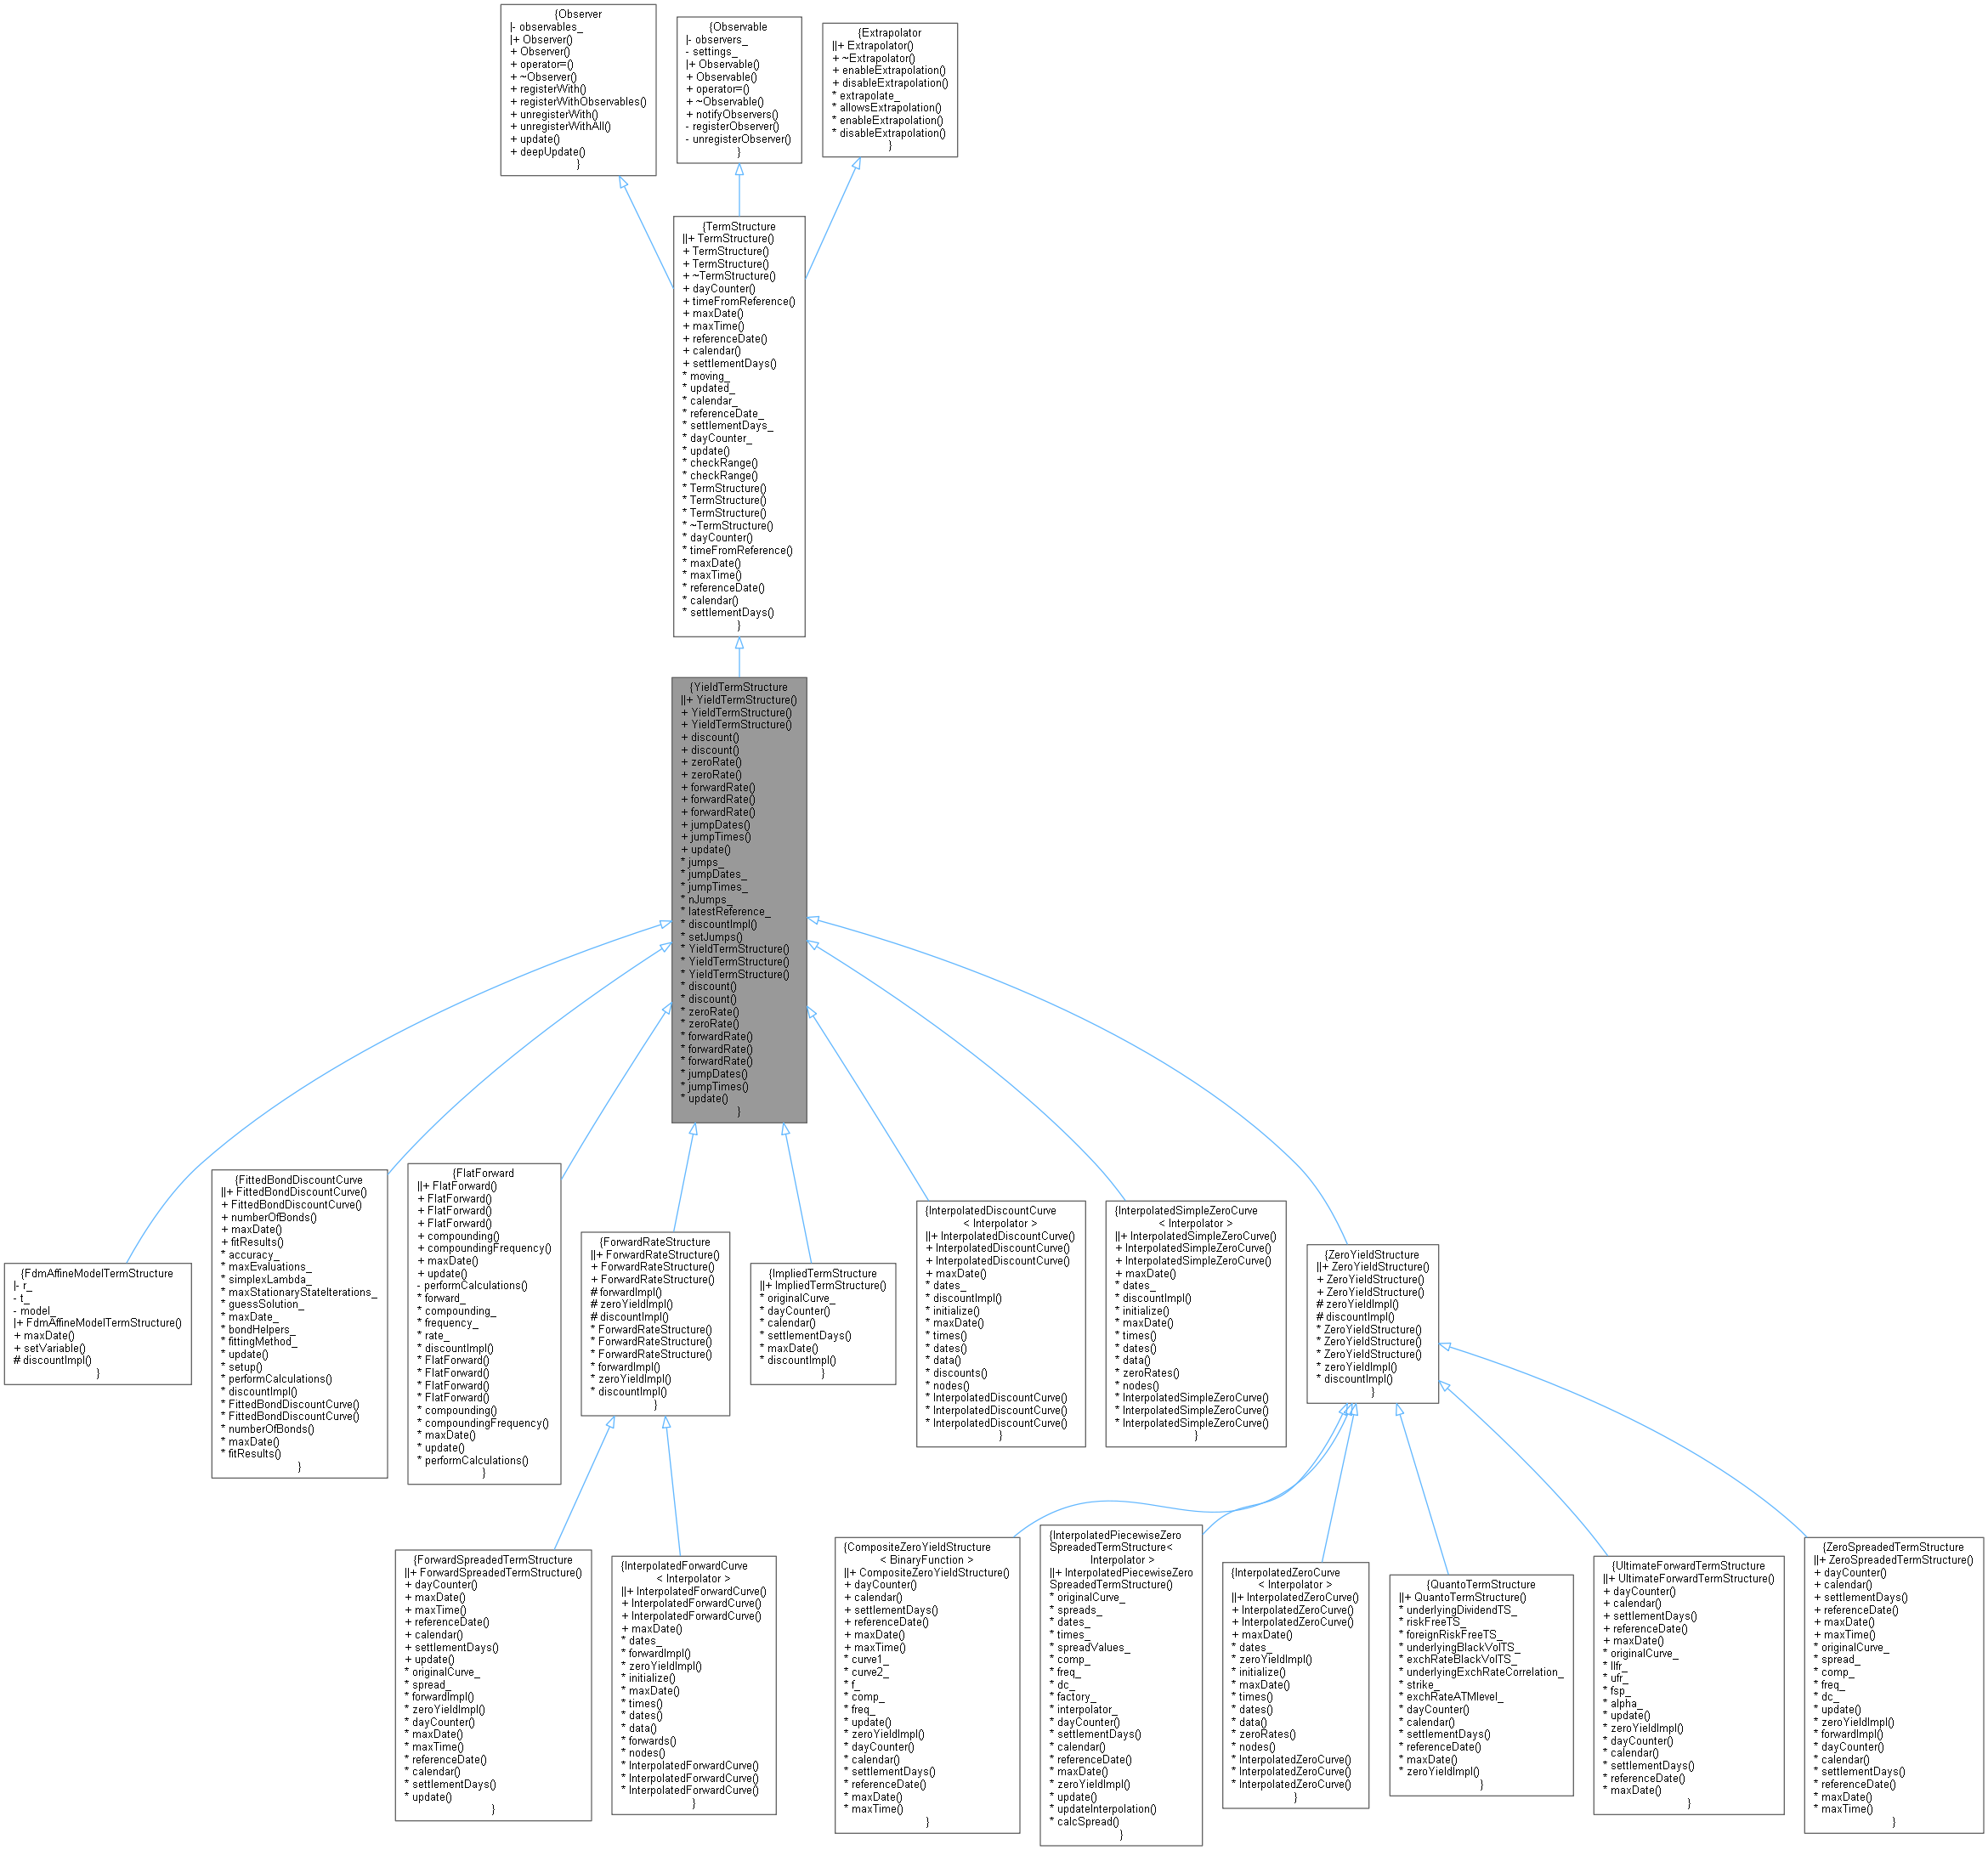 {Observer
|- observables_
|+ Observer()
+ Observer()
+ operator=()
+ ~Observer()
+ registerWith()
+ registerWithObservables()
+ unregisterWith()
+ unregisterWithAll()
+ update()
+ deepUpdate()
}
{Observable
|- observers_
- settings_
|+ Observable()
+ Observable()
+ operator=()
+ ~Observable()
+ notifyObservers()
- registerObserver()
- unregisterObserver()
}
{Extrapolator
||+ Extrapolator()
+ ~Extrapolator()
+ enableExtrapolation()
+ disableExtrapolation()
* extrapolate_
* allowsExtrapolation()
* enableExtrapolation()
* disableExtrapolation()
}
{TermStructure
||+ TermStructure()
+ TermStructure()
+ TermStructure()
+ ~TermStructure()
+ dayCounter()
+ timeFromReference()
+ maxDate()
+ maxTime()
+ referenceDate()
+ calendar()
+ settlementDays()
* moving_
* updated_
* calendar_
* referenceDate_
* settlementDays_
* dayCounter_
* update()
* checkRange()
* checkRange()
* TermStructure()
* TermStructure()
* TermStructure()
* ~TermStructure()
* dayCounter()
* timeFromReference()
* maxDate()
* maxTime()
* referenceDate()
* calendar()
* settlementDays()
}
{YieldTermStructure
||+ YieldTermStructure()
+ YieldTermStructure()
+ YieldTermStructure()
+ discount()
+ discount()
+ zeroRate()
+ zeroRate()
+ forwardRate()
+ forwardRate()
+ forwardRate()
+ jumpDates()
+ jumpTimes()
+ update()
* jumps_
* jumpDates_
* jumpTimes_
* nJumps_
* latestReference_
* discountImpl()
* setJumps()
* YieldTermStructure()
* YieldTermStructure()
* YieldTermStructure()
* discount()
* discount()
* zeroRate()
* zeroRate()
* forwardRate()
* forwardRate()
* forwardRate()
* jumpDates()
* jumpTimes()
* update()
}
{FdmAffineModelTermStructure
|- r_
- t_
- model_
|+ FdmAffineModelTermStructure()
+ maxDate()
+ setVariable()
# discountImpl()
}
{FittedBondDiscountCurve
||+ FittedBondDiscountCurve()
+ FittedBondDiscountCurve()
+ numberOfBonds()
+ maxDate()
+ fitResults()
* accuracy_
* maxEvaluations_
* simplexLambda_
* maxStationaryStateIterations_
* guessSolution_
* maxDate_
* bondHelpers_
* fittingMethod_
* update()
* setup()
* performCalculations()
* discountImpl()
* FittedBondDiscountCurve()
* FittedBondDiscountCurve()
* numberOfBonds()
* maxDate()
* fitResults()
}
{FlatForward
||+ FlatForward()
+ FlatForward()
+ FlatForward()
+ FlatForward()
+ compounding()
+ compoundingFrequency()
+ maxDate()
+ update()
- performCalculations()
* forward_
* compounding_
* frequency_
* rate_
* discountImpl()
* FlatForward()
* FlatForward()
* FlatForward()
* FlatForward()
* compounding()
* compoundingFrequency()
* maxDate()
* update()
* performCalculations()
}
{ForwardRateStructure
||+ ForwardRateStructure()
+ ForwardRateStructure()
+ ForwardRateStructure()
# forwardImpl()
# zeroYieldImpl()
# discountImpl()
* ForwardRateStructure()
* ForwardRateStructure()
* ForwardRateStructure()
* forwardImpl()
* zeroYieldImpl()
* discountImpl()
}
{ImpliedTermStructure
||+ ImpliedTermStructure()
* originalCurve_
* dayCounter()
* calendar()
* settlementDays()
* maxDate()
* discountImpl()
}
{InterpolatedDiscountCurve
< Interpolator >
||+ InterpolatedDiscountCurve()
+ InterpolatedDiscountCurve()
+ InterpolatedDiscountCurve()
+ maxDate()
* dates_
* discountImpl()
* initialize()
* maxDate()
* times()
* dates()
* data()
* discounts()
* nodes()
* InterpolatedDiscountCurve()
* InterpolatedDiscountCurve()
* InterpolatedDiscountCurve()
}
{InterpolatedSimpleZeroCurve
< Interpolator >
||+ InterpolatedSimpleZeroCurve()
+ InterpolatedSimpleZeroCurve()
+ InterpolatedSimpleZeroCurve()
+ maxDate()
* dates_
* discountImpl()
* initialize()
* maxDate()
* times()
* dates()
* data()
* zeroRates()
* nodes()
* InterpolatedSimpleZeroCurve()
* InterpolatedSimpleZeroCurve()
* InterpolatedSimpleZeroCurve()
}
{ZeroYieldStructure
||+ ZeroYieldStructure()
+ ZeroYieldStructure()
+ ZeroYieldStructure()
# zeroYieldImpl()
# discountImpl()
* ZeroYieldStructure()
* ZeroYieldStructure()
* ZeroYieldStructure()
* zeroYieldImpl()
* discountImpl()
}
{ForwardSpreadedTermStructure
||+ ForwardSpreadedTermStructure()
+ dayCounter()
+ maxDate()
+ maxTime()
+ referenceDate()
+ calendar()
+ settlementDays()
+ update()
* originalCurve_
* spread_
* forwardImpl()
* zeroYieldImpl()
* dayCounter()
* maxDate()
* maxTime()
* referenceDate()
* calendar()
* settlementDays()
* update()
}
{InterpolatedForwardCurve
< Interpolator >
||+ InterpolatedForwardCurve()
+ InterpolatedForwardCurve()
+ InterpolatedForwardCurve()
+ maxDate()
* dates_
* forwardImpl()
* zeroYieldImpl()
* initialize()
* maxDate()
* times()
* dates()
* data()
* forwards()
* nodes()
* InterpolatedForwardCurve()
* InterpolatedForwardCurve()
* InterpolatedForwardCurve()
}
{CompositeZeroYieldStructure
< BinaryFunction >
||+ CompositeZeroYieldStructure()
+ dayCounter()
+ calendar()
+ settlementDays()
+ referenceDate()
+ maxDate()
+ maxTime()
* curve1_
* curve2_
* f_
* comp_
* freq_
* update()
* zeroYieldImpl()
* dayCounter()
* calendar()
* settlementDays()
* referenceDate()
* maxDate()
* maxTime()
}
{InterpolatedPiecewiseZero
SpreadedTermStructure<
Interpolator >
||+ InterpolatedPiecewiseZero
SpreadedTermStructure()
* originalCurve_
* spreads_
* dates_
* times_
* spreadValues_
* comp_
* freq_
* dc_
* factory_
* interpolator_
* dayCounter()
* settlementDays()
* calendar()
* referenceDate()
* maxDate()
* zeroYieldImpl()
* update()
* updateInterpolation()
* calcSpread()
}
{InterpolatedZeroCurve
< Interpolator >
||+ InterpolatedZeroCurve()
+ InterpolatedZeroCurve()
+ InterpolatedZeroCurve()
+ maxDate()
* dates_
* zeroYieldImpl()
* initialize()
* maxDate()
* times()
* dates()
* data()
* zeroRates()
* nodes()
* InterpolatedZeroCurve()
* InterpolatedZeroCurve()
* InterpolatedZeroCurve()
}
{QuantoTermStructure
||+ QuantoTermStructure()
* underlyingDividendTS_
* riskFreeTS_
* foreignRiskFreeTS_
* underlyingBlackVolTS_
* exchRateBlackVolTS_
* underlyingExchRateCorrelation_
* strike_
* exchRateATMlevel_
* dayCounter()
* calendar()
* settlementDays()
* referenceDate()
* maxDate()
* zeroYieldImpl()
}
{UltimateForwardTermStructure
||+ UltimateForwardTermStructure()
+ dayCounter()
+ calendar()
+ settlementDays()
+ referenceDate()
+ maxDate()
* originalCurve_
* llfr_
* ufr_
* fsp_
* alpha_
* update()
* zeroYieldImpl()
* dayCounter()
* calendar()
* settlementDays()
* referenceDate()
* maxDate()
}
{ZeroSpreadedTermStructure
||+ ZeroSpreadedTermStructure()
+ dayCounter()
+ calendar()
+ settlementDays()
+ referenceDate()
+ maxDate()
+ maxTime()
* originalCurve_
* spread_
* comp_
* freq_
* dc_
* update()
* zeroYieldImpl()
* forwardImpl()
* dayCounter()
* calendar()
* settlementDays()
* referenceDate()
* maxDate()
* maxTime()
}